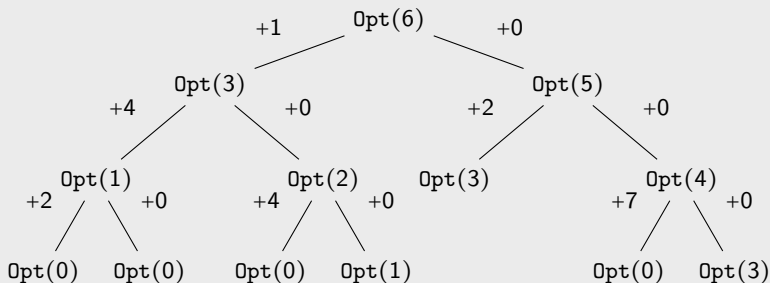 Opt(6)
+1 +0
Opt(3) Opt(5)
+4 +0 +2 +0
Opt(1) Opt(2) Opt(3) Opt(4)
+2 +0 +4 +0 +7 +0
Opt(0) Opt(0) Opt(0) Opt(1) Opt(0) Opt(3)